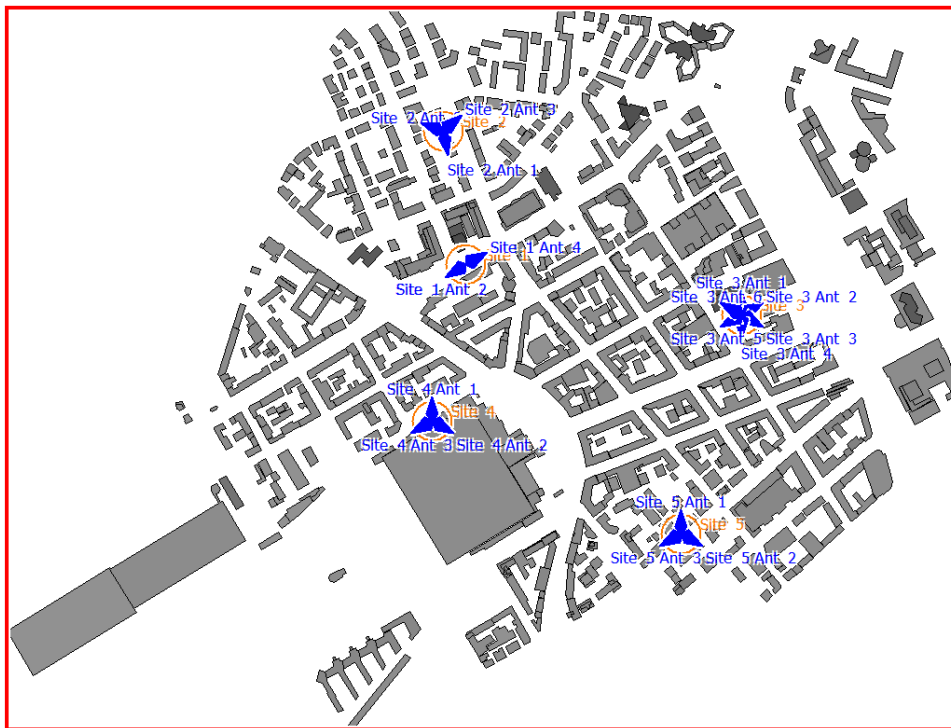 Site 2 Ant 3
Site 2 Ant
Site 2
Site 2 Ant 1
Site 1 Ant 4
Site 1 Ant 2
Site 3 Ant 1
Site 3 Ant 6 Site 3 Ant 2
Site 3
Site 3 Ant 5 Site 3 Ant 3
Site 3 Ant 4
Site 4 Ant 1
Site 4
Site 4 Ant 3 Site 4 Ant 2
Site 5 Ant 1
Site 5
Site 5 Ant 3 Site 5 Ant 2